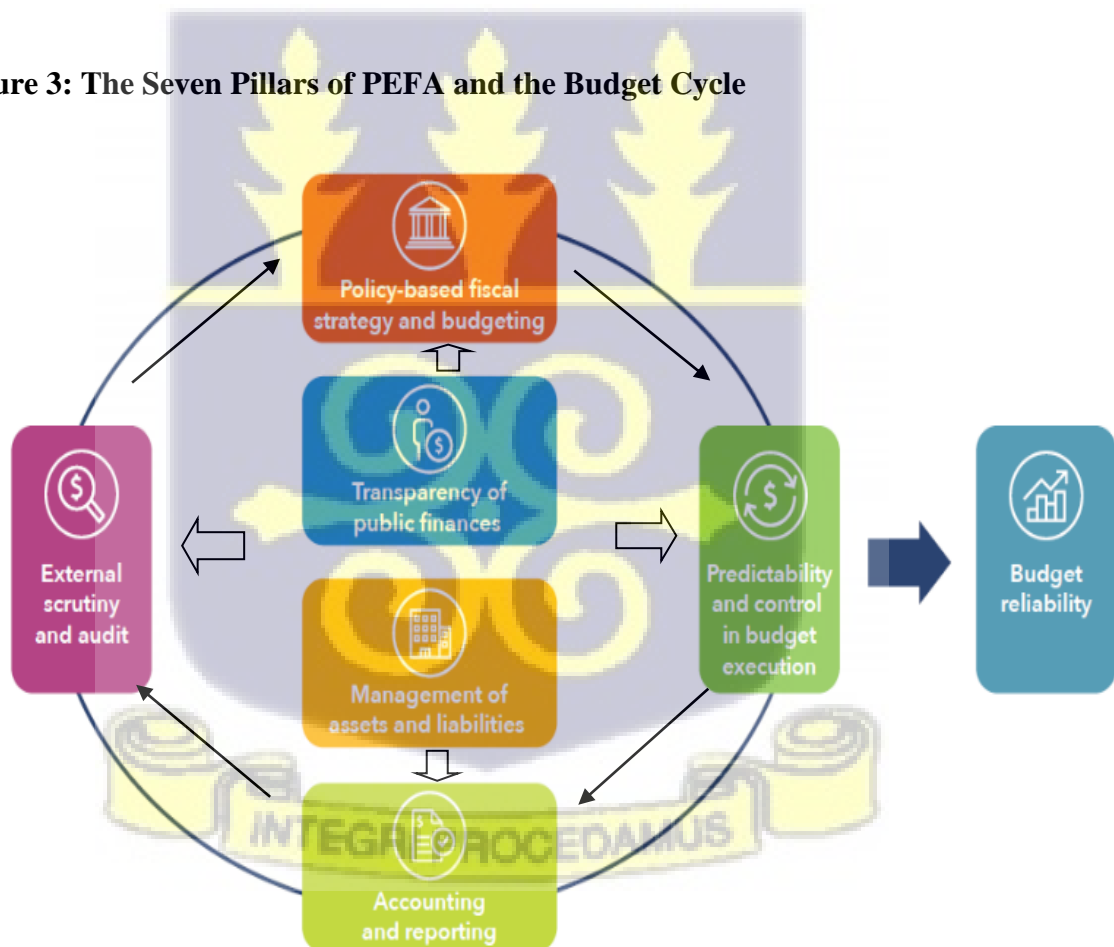 ure 3: The Seven Pillars of PEFA and the Budget Cycle
Policy-based fiscal
strategy and budgeting
Transparency of
public finances
External
scrutiny
and audit
Predictability
and control
in budget
execution
Budget
reliability
Management of
assets and liabilities
INTEGRI PROCEDAMUS
Accounting
and reporting